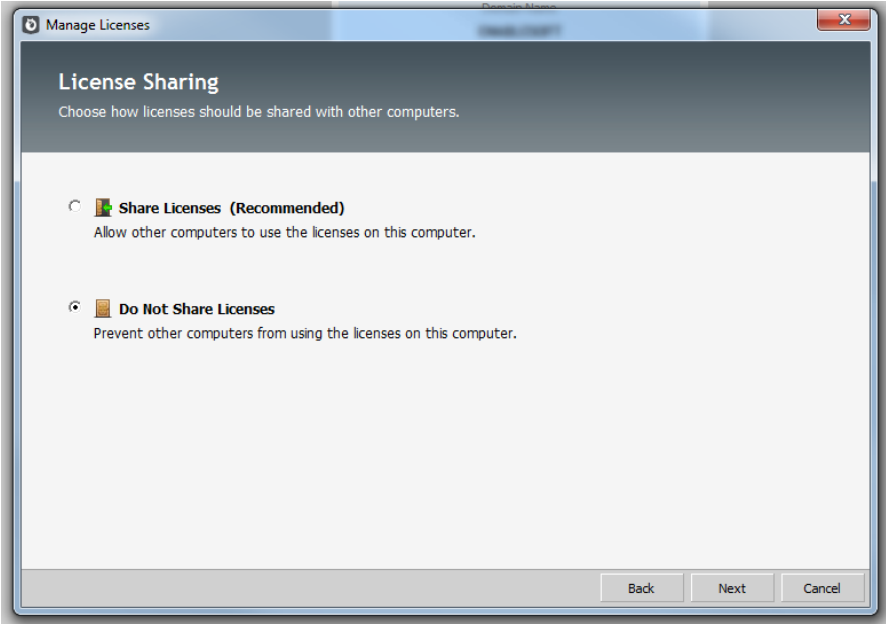 Domain Name
Manage Licenses
License Sharing
Choose how licenses should be shared with other computers.
Share Licenses (Recommended)
Allow other computers to use the licenses on this computer.
Do Not Share Licenses
Prevent other computers from using the licenses on this computer.
Back Next Cancel